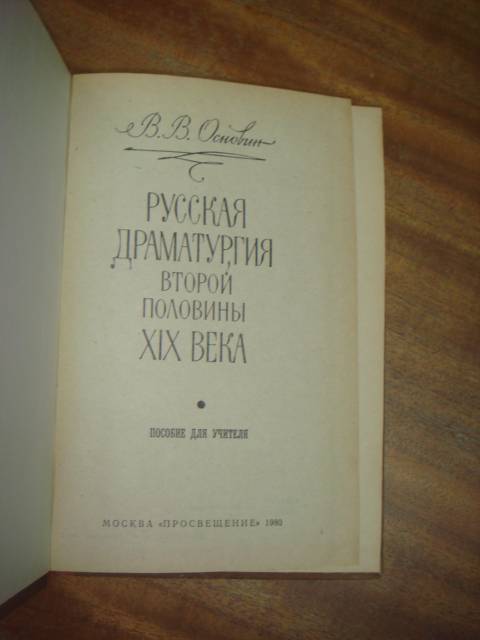 В. В. Основин
РУССКАЯ
ДРАМАТУРГИЯ
ВТОРОЙ
ПОЛОВИНЫ
XIX ВЕКА
ПОСОБИЕ ДЛЯ УЧИТЕЛЯ
МОСКВА «ПРОСВЕЩЕНИЕ» 1980